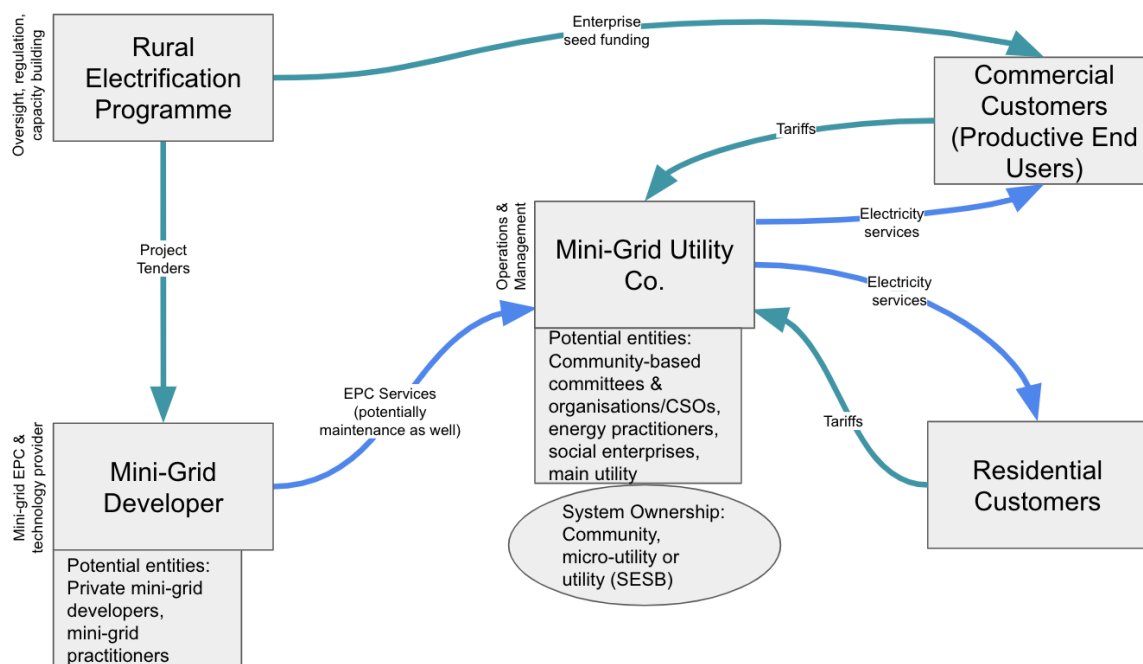 Oversight, regulation,
capacity building
Rural
Electrification
Programme
Enterprise
seed funding
Commercial
Customers
(Productive End
Users)
Tariffs
Project
Tenders
Operations &
Management
Mini-Grid Utility
Co.
Electricity
services
Electricity
services
Potential entities:
Community-based
committees &
organisations/CSOs,
energy practitioners,
social enterprises,
main utility
EPC Services
(potentially
maintenance as well)
Tariffs
Mini-grid EPC &
technology provider
Mini-Grid
Developer
Residential
Customers
System Ownership:
Community,
micro-utility or
utility (SESB)
Potential entities:
Private mini-grid
developers,
mini-grid
practitioners